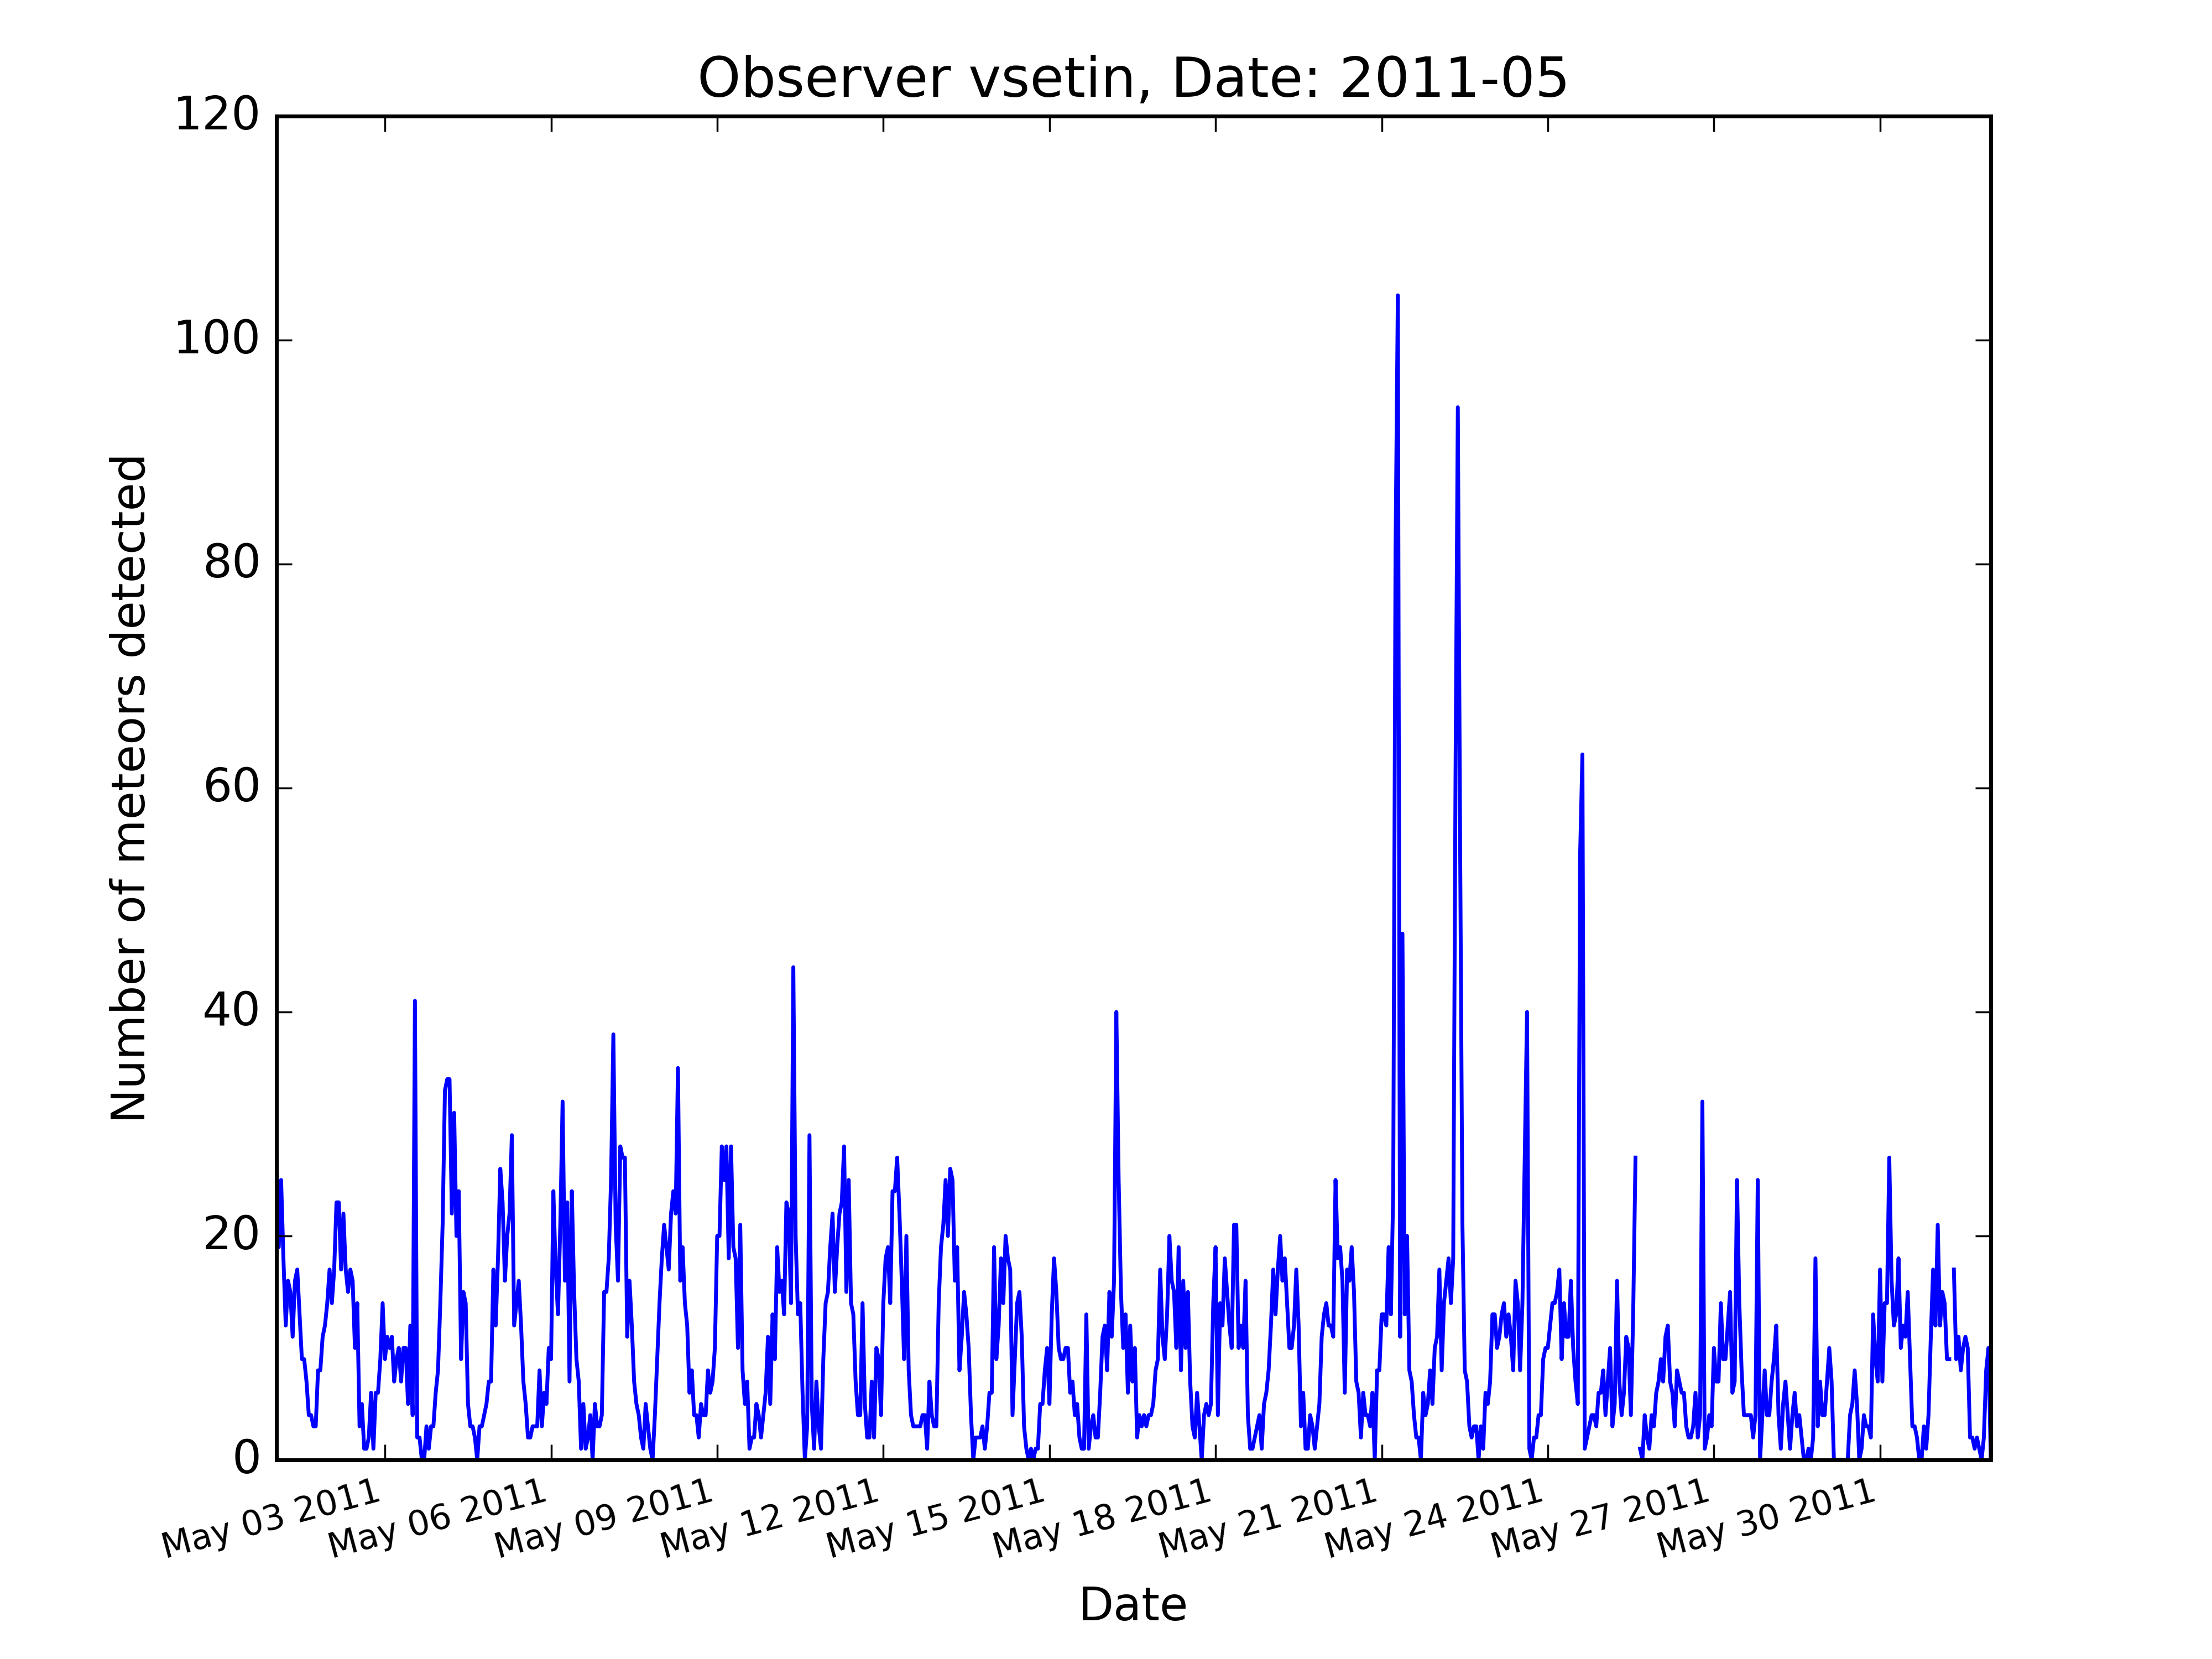 Observer vsetin, Date: 2011-05
120
100
80
60
40
20
0
Number of meteors detected
May 03 2011
May 06 2011
May 09 2011
May 12 2011
May 15 2011
May 18 2011
May 21 2011
May 24 2011
May 27 2011
May 30 2011
Date